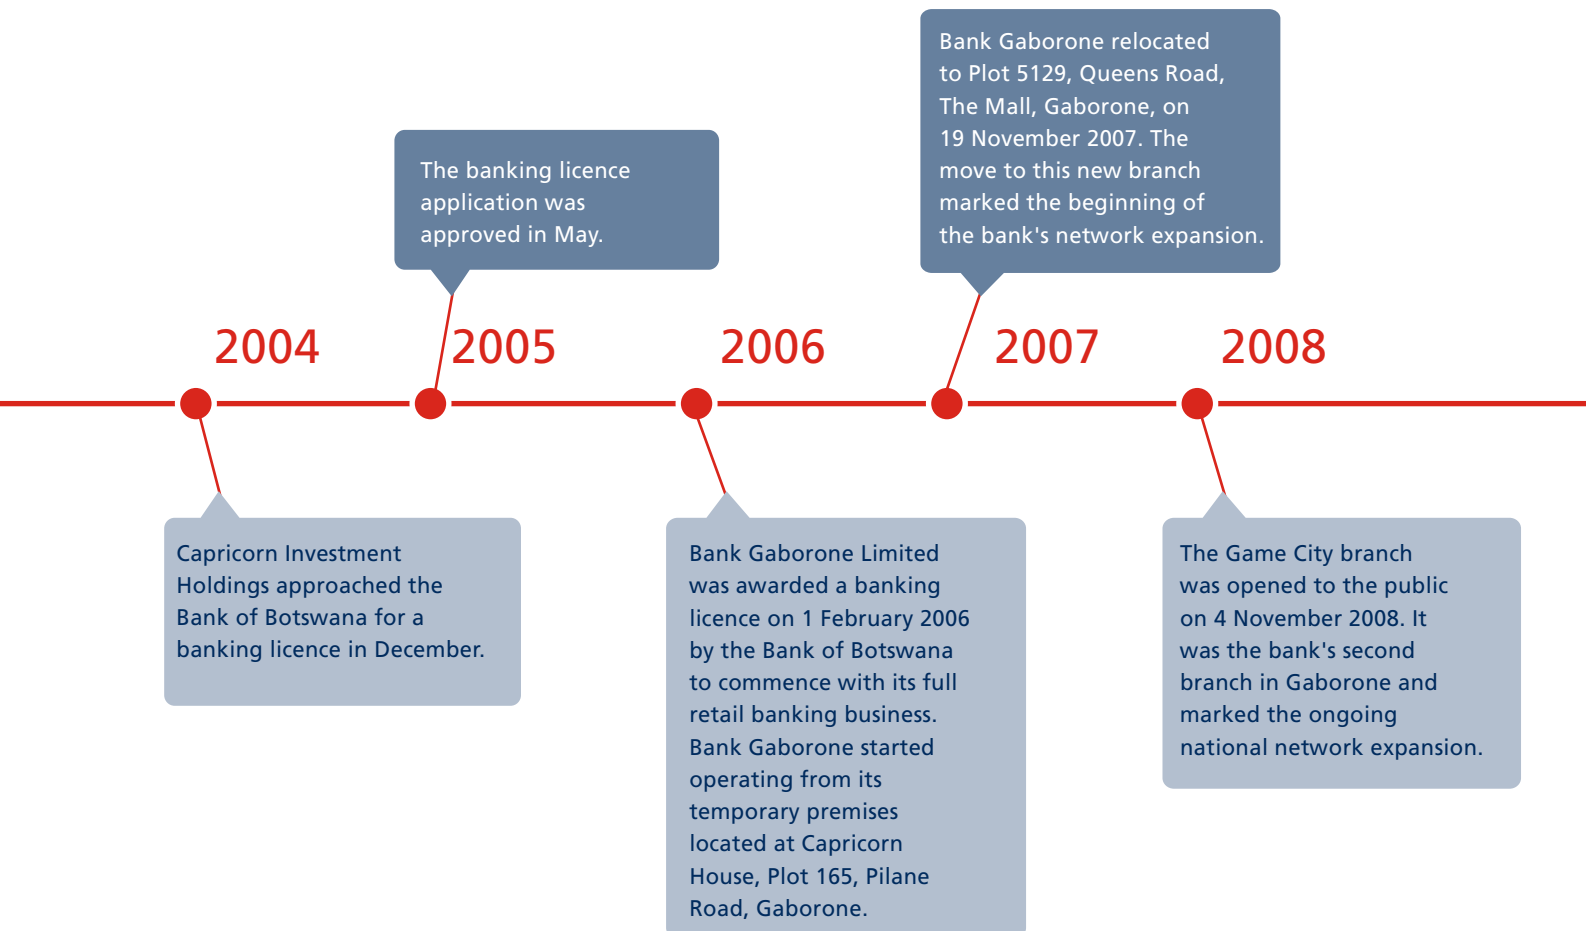 Bank Gaborone relocated
to Plot 5129, Queens Road,
The Mall, Gaborone, on
19 November 2007. The
move to this new branch
marked the beginning of
the bank's network expansion.
The banking licence
application was
approved in May.
2004
2005
2006
2007
2008
Capricorn Investment
Holdings approached the
Bank of Botswana for a
banking licence in December.
Bank Gaborone Limited
was awarded a banking
licence on 1 February 2006
by the Bank of Botswana
to commence with its full
retail banking business.
Bank Gaborone started
operating from its
temporary premises
located at Capricorn
House, Plot 165, Pilane
Road, Gaborone.
The Game City branch
was opened to the public
on 4 November 2008. It
was the bank's second
branch in Gaborone and
marked the ongoing
national network expansion.